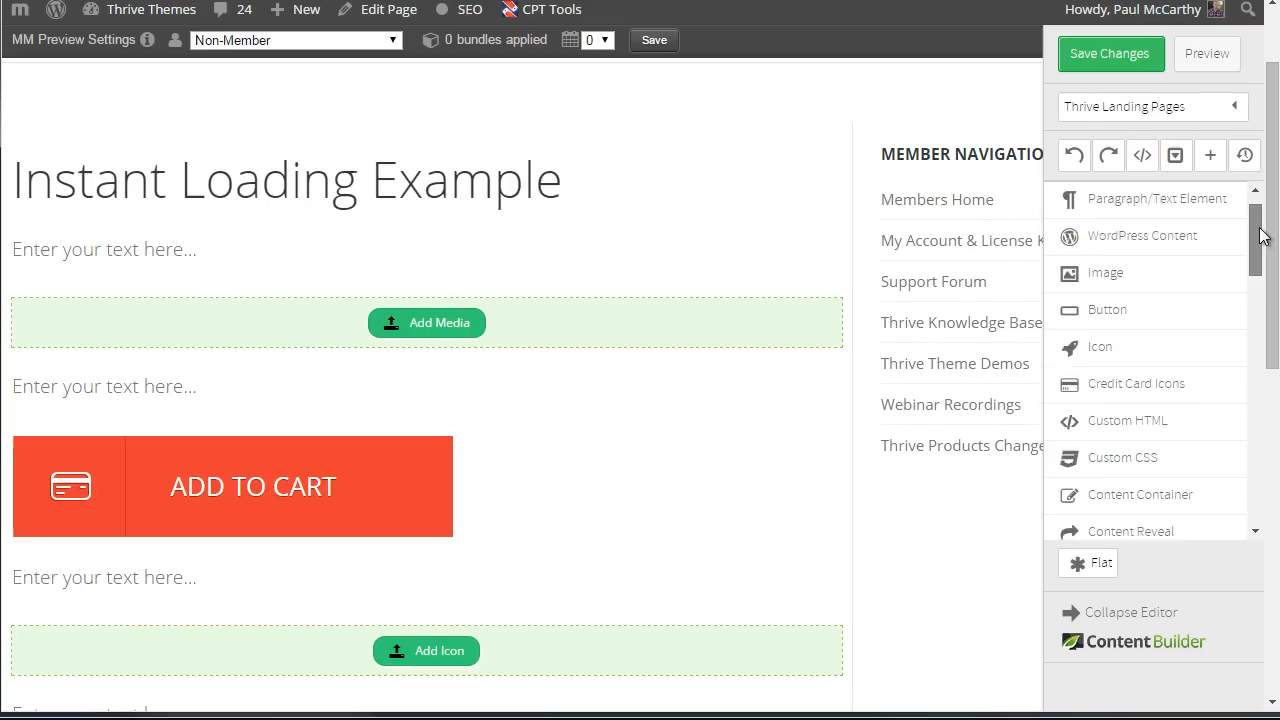 Thrive Themes 24 New Edit Page SEO CPT Tools Howdy, Paul McCarthy
MM Preview Settings Non-Member 0 bundles applied 0 Save
Save Changes Preview
Thrive Landing Pages
Instant Loading Example
Enter your text here...
Add Media
Enter your text here...
ADD TO CART
Enter your text here...
Add Icon
MEMBER NAVIGATIO
Members Home
My Account & License K
Support Forum
Thrive Knowledge Base
Thrive Theme Demos
Webinar Recordings
Thrive Products Change
Paragraph/Text Element
WordPress Content
Image
Button
Icon
Credit Card Icons
Custom HTML
Custom CSS
Content Container
Content Reveal
Flat
Collapse Editor
Content Builder